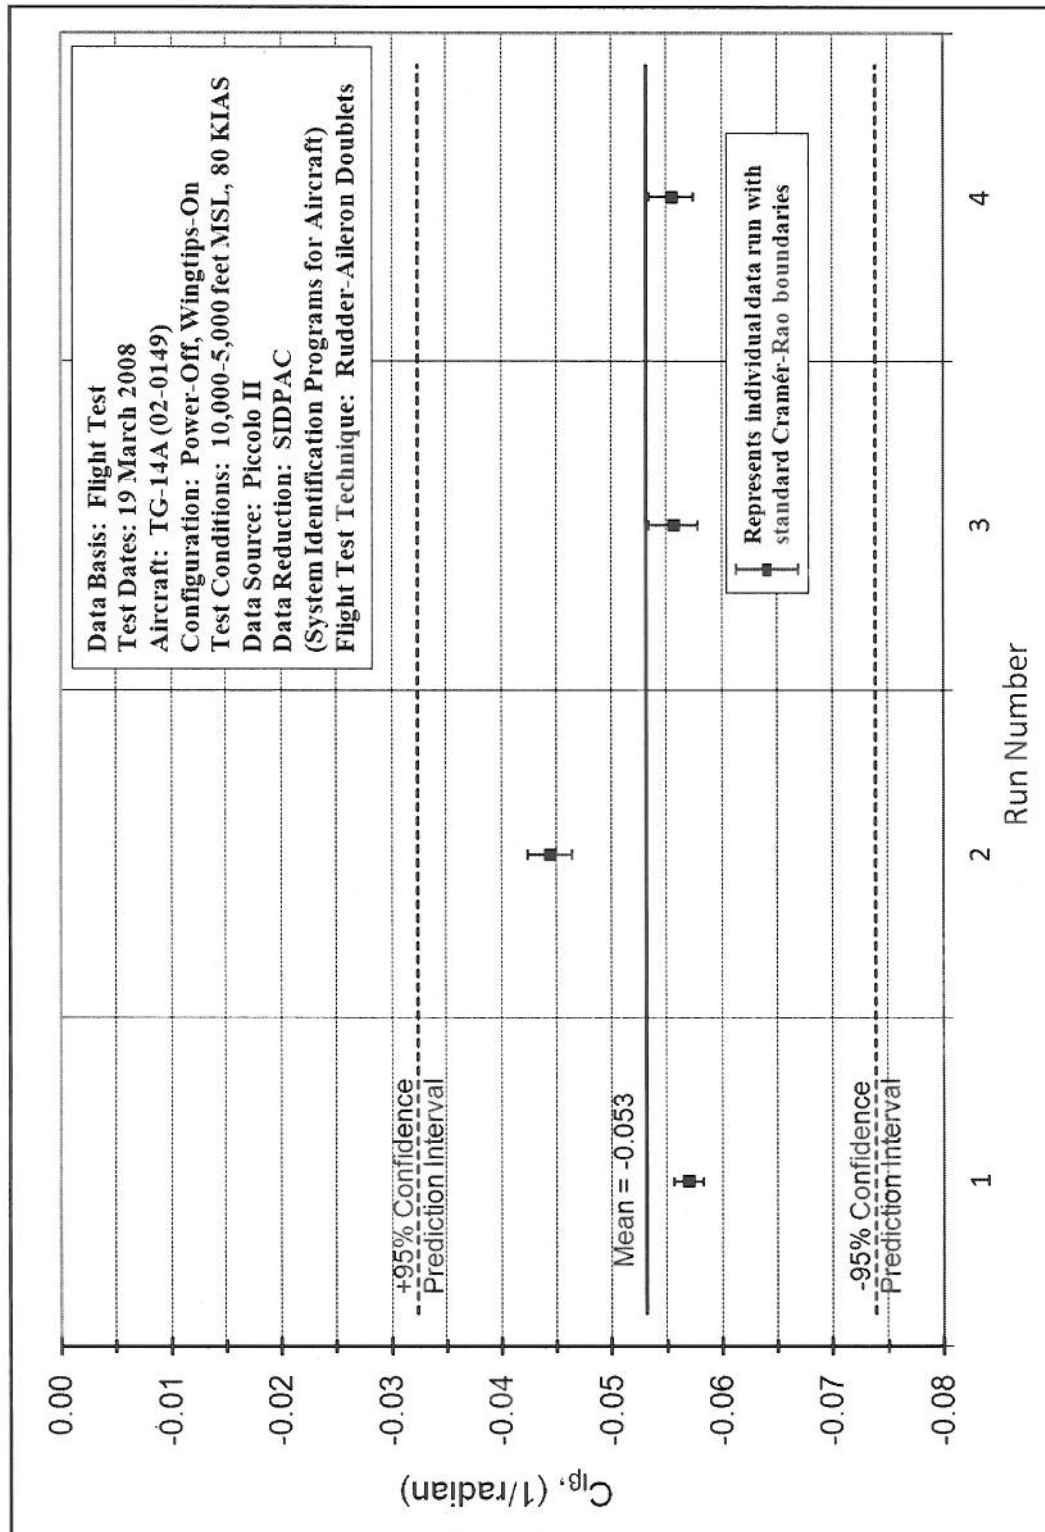 Data Basis: Flight Test
Test Dates: 19 March 2008
Aircraft: TG-14A (02-0149)
Configuration: Power-Off, Wingtips-On
Test Conditions: 10,000-5,000 feet MSL, 80 KIAS
Data Source: Piccolo II
Data Reduction: SIDPAC
(System Identification Programs for Aircraft)
Flight Test Technique: Rudder-Aileron Doublets
0.00
-0.01
-0.02
-0.03
-0.04
-0.05
-0.06
-0.07
-0.08
Clβ, (1/radian)
+95% Confidence
Prediction Interval
Mean = -0.053
-95% Confidence
Prediction Interval
Represents individual data run with
standard Cramér-Rao boundaries
1
2
3
4
Run Number